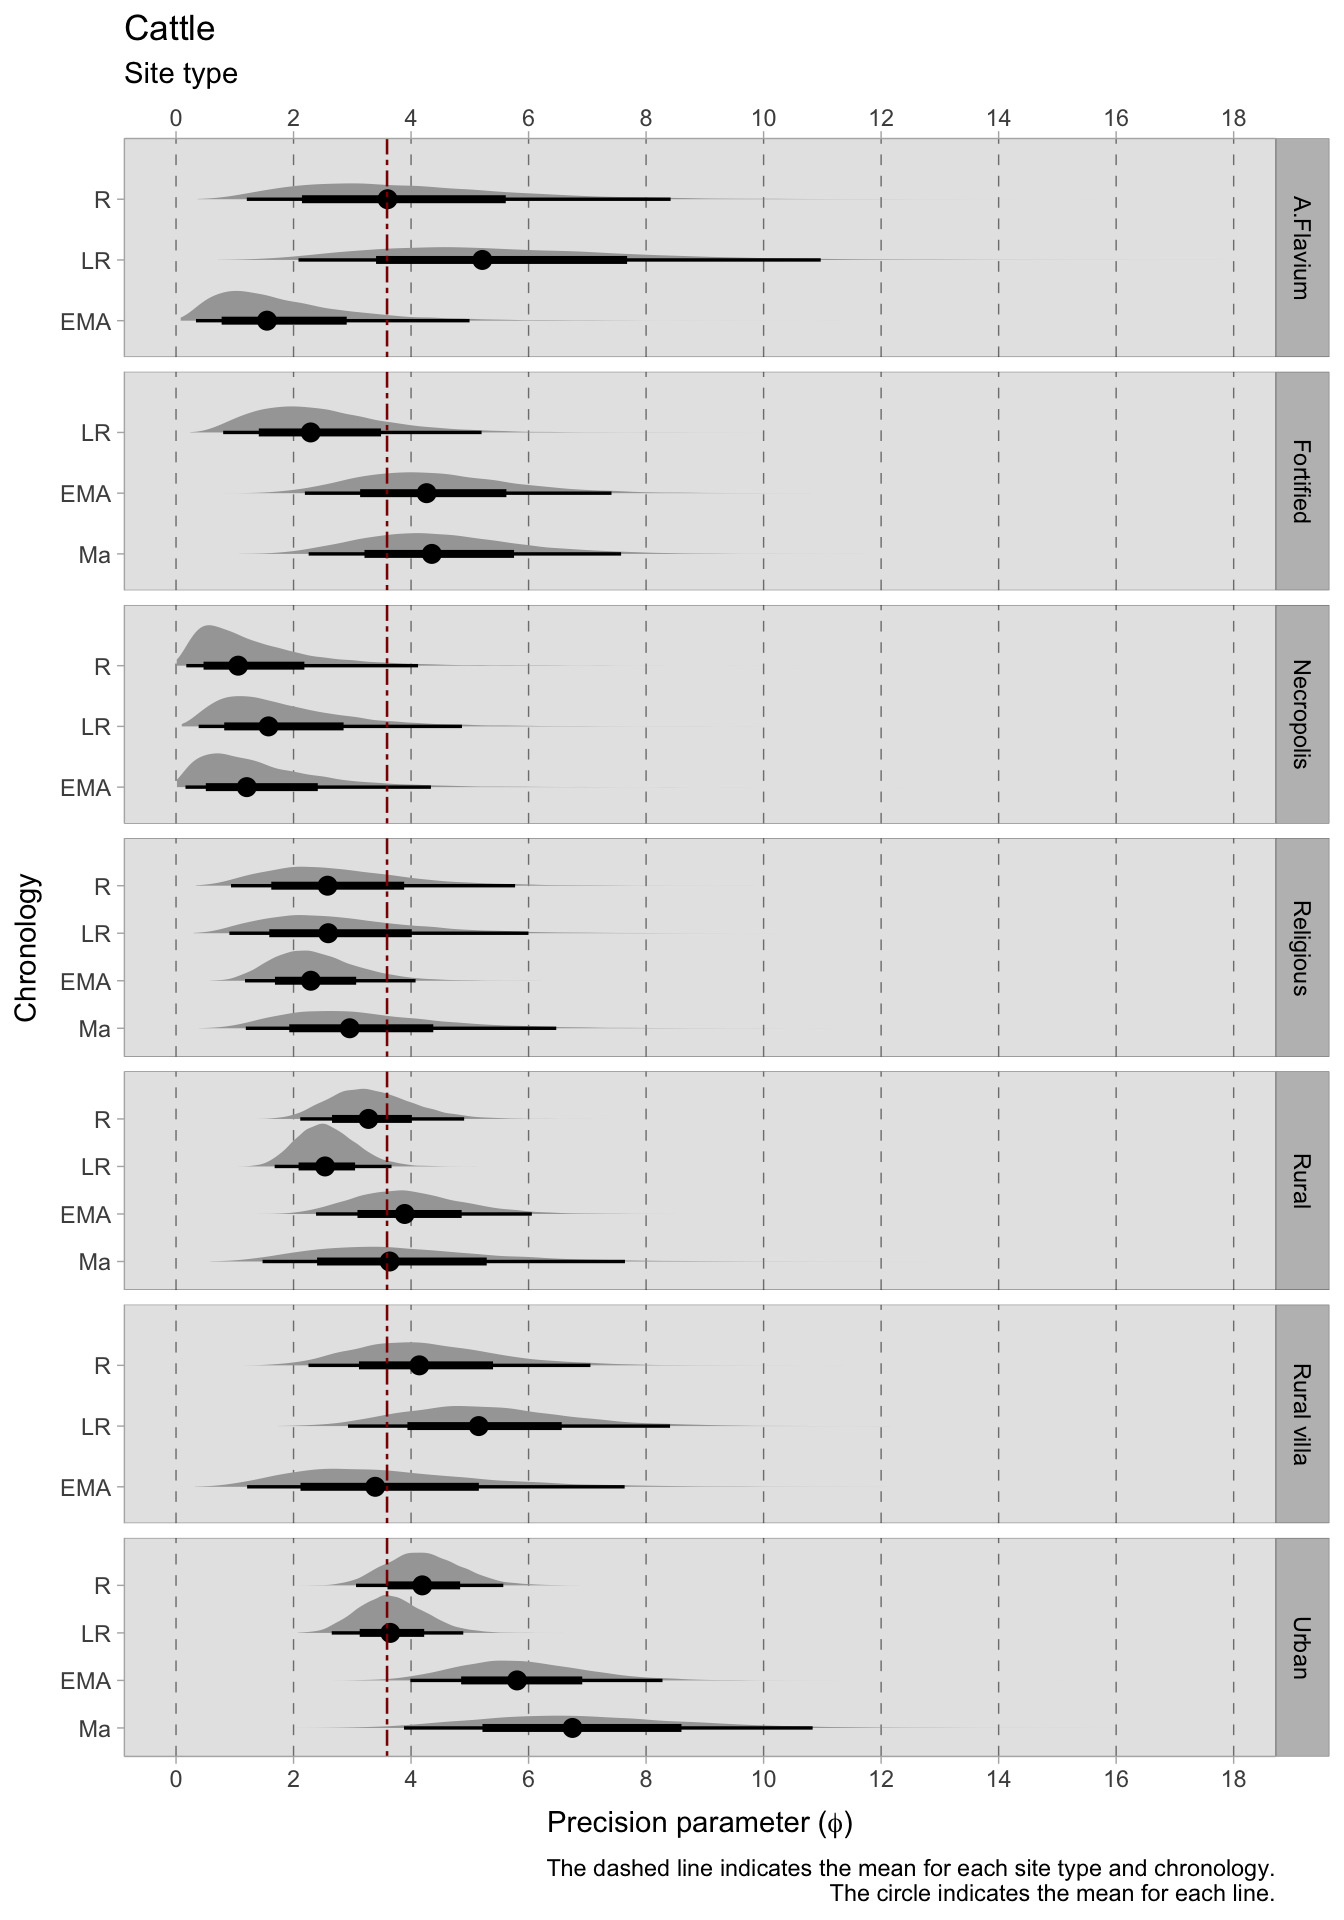 Cattle
Site type
0 2 4 6 8 10 12 14 16 18
R
LR
EMA
A.Flavium
LR
EMA
Ma
Fortified
R
LR
EMA
Necropolis
Chronology
R
LR
EMA
Ma
Religious
R
LR
EMA
Ma
Rural
R
LR
EMA
Rural villa
R
LR
EMA
Ma
Urban
0 2 4 6 8 10 12 14 16 18
Precision parameter (ϕ)
The dashed line indicates the mean for each site type and chronology.
The circle indicates the mean for each line.